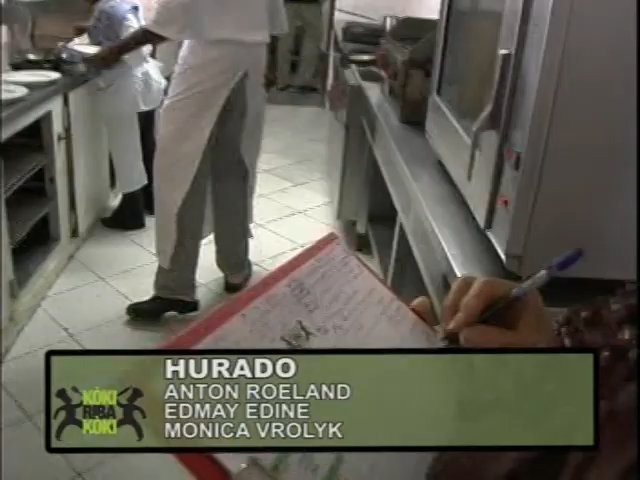 HURADO
ANTON ROELAND
EDMAY EDINE
MONICA VROLYK
KÒKI
RIBA
KÒKI